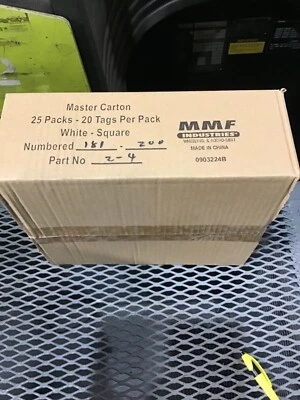 Master Carton
25 Packs - 20 Tags Per Pack
White - Square
Numbered 181 - 200
Part No 2-4
MMF
INDUSTRIES
MADE IN CHINA
0903224B